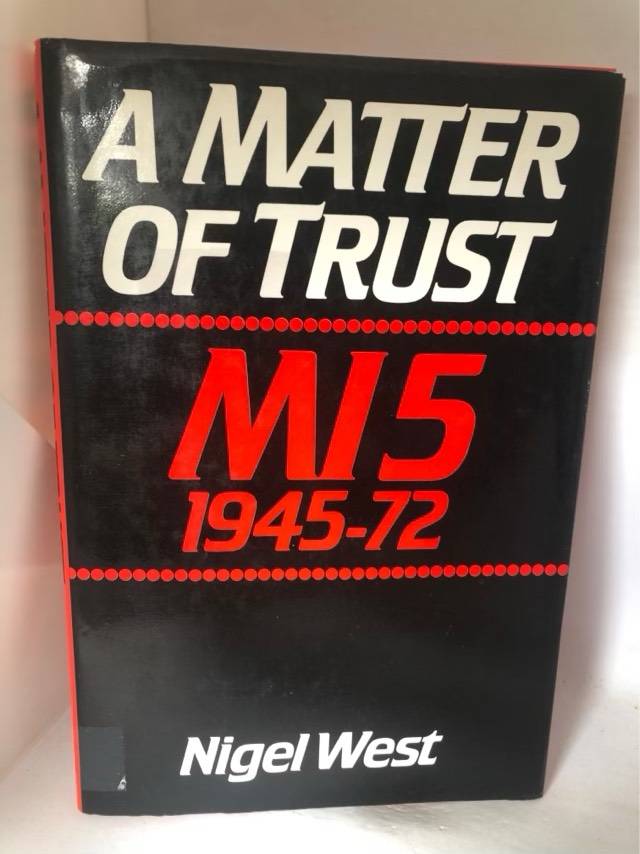 A MATTER
OF TRUST
MI5
1945-72
Nigel West